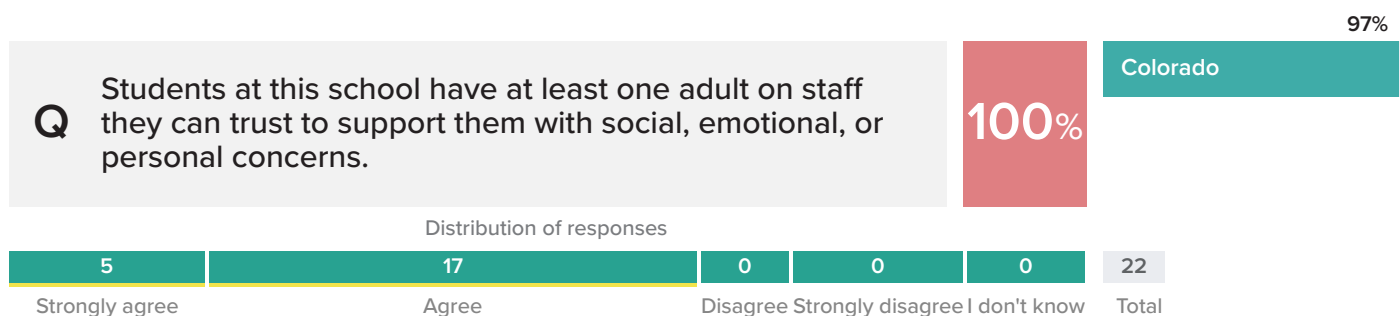 97%
Q
Students at this school have at least one adult on staff
they can trust to support them with social, emotional, or
personal concerns.
100%
Colorado
Distribution of responses
5 17 0 0 0 22
Strongly agree Agree Disagree Strongly disagree I don't know Total